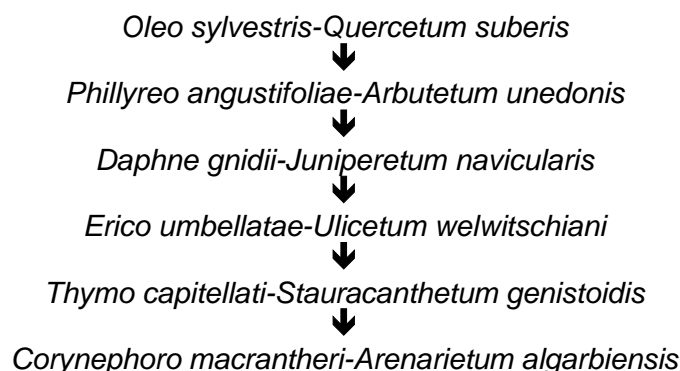 Oleo sylvestris-Quercetum suberis
Phillyreo angustifoliae-Arbutetum unedonis
Daphne gnidii-Juniperetum navicularis
Erico umbellatae-Ulicetum welwitschiani
Thymo capitellati-Stauracanthetum genistoidis
Corynephoro macrantheri-Arenarietum algarbiensis